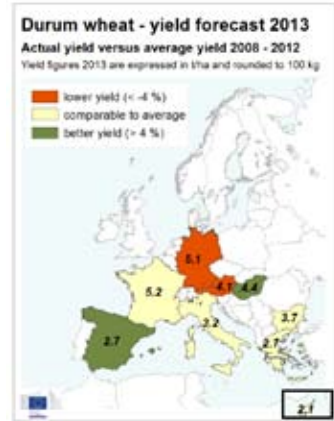 Durum wheat - yield forecast 2013
Actual yield versus average yield 2008 - 2012
Yield figures 2013 are expressed in t/ha and rounded to 100 kg
lower yield (< -4 %)
comparable to average
better yield (> 4 %)
5.1
4.1
4.4
5.2
3.2
3.7
2.7
2.7
2.1